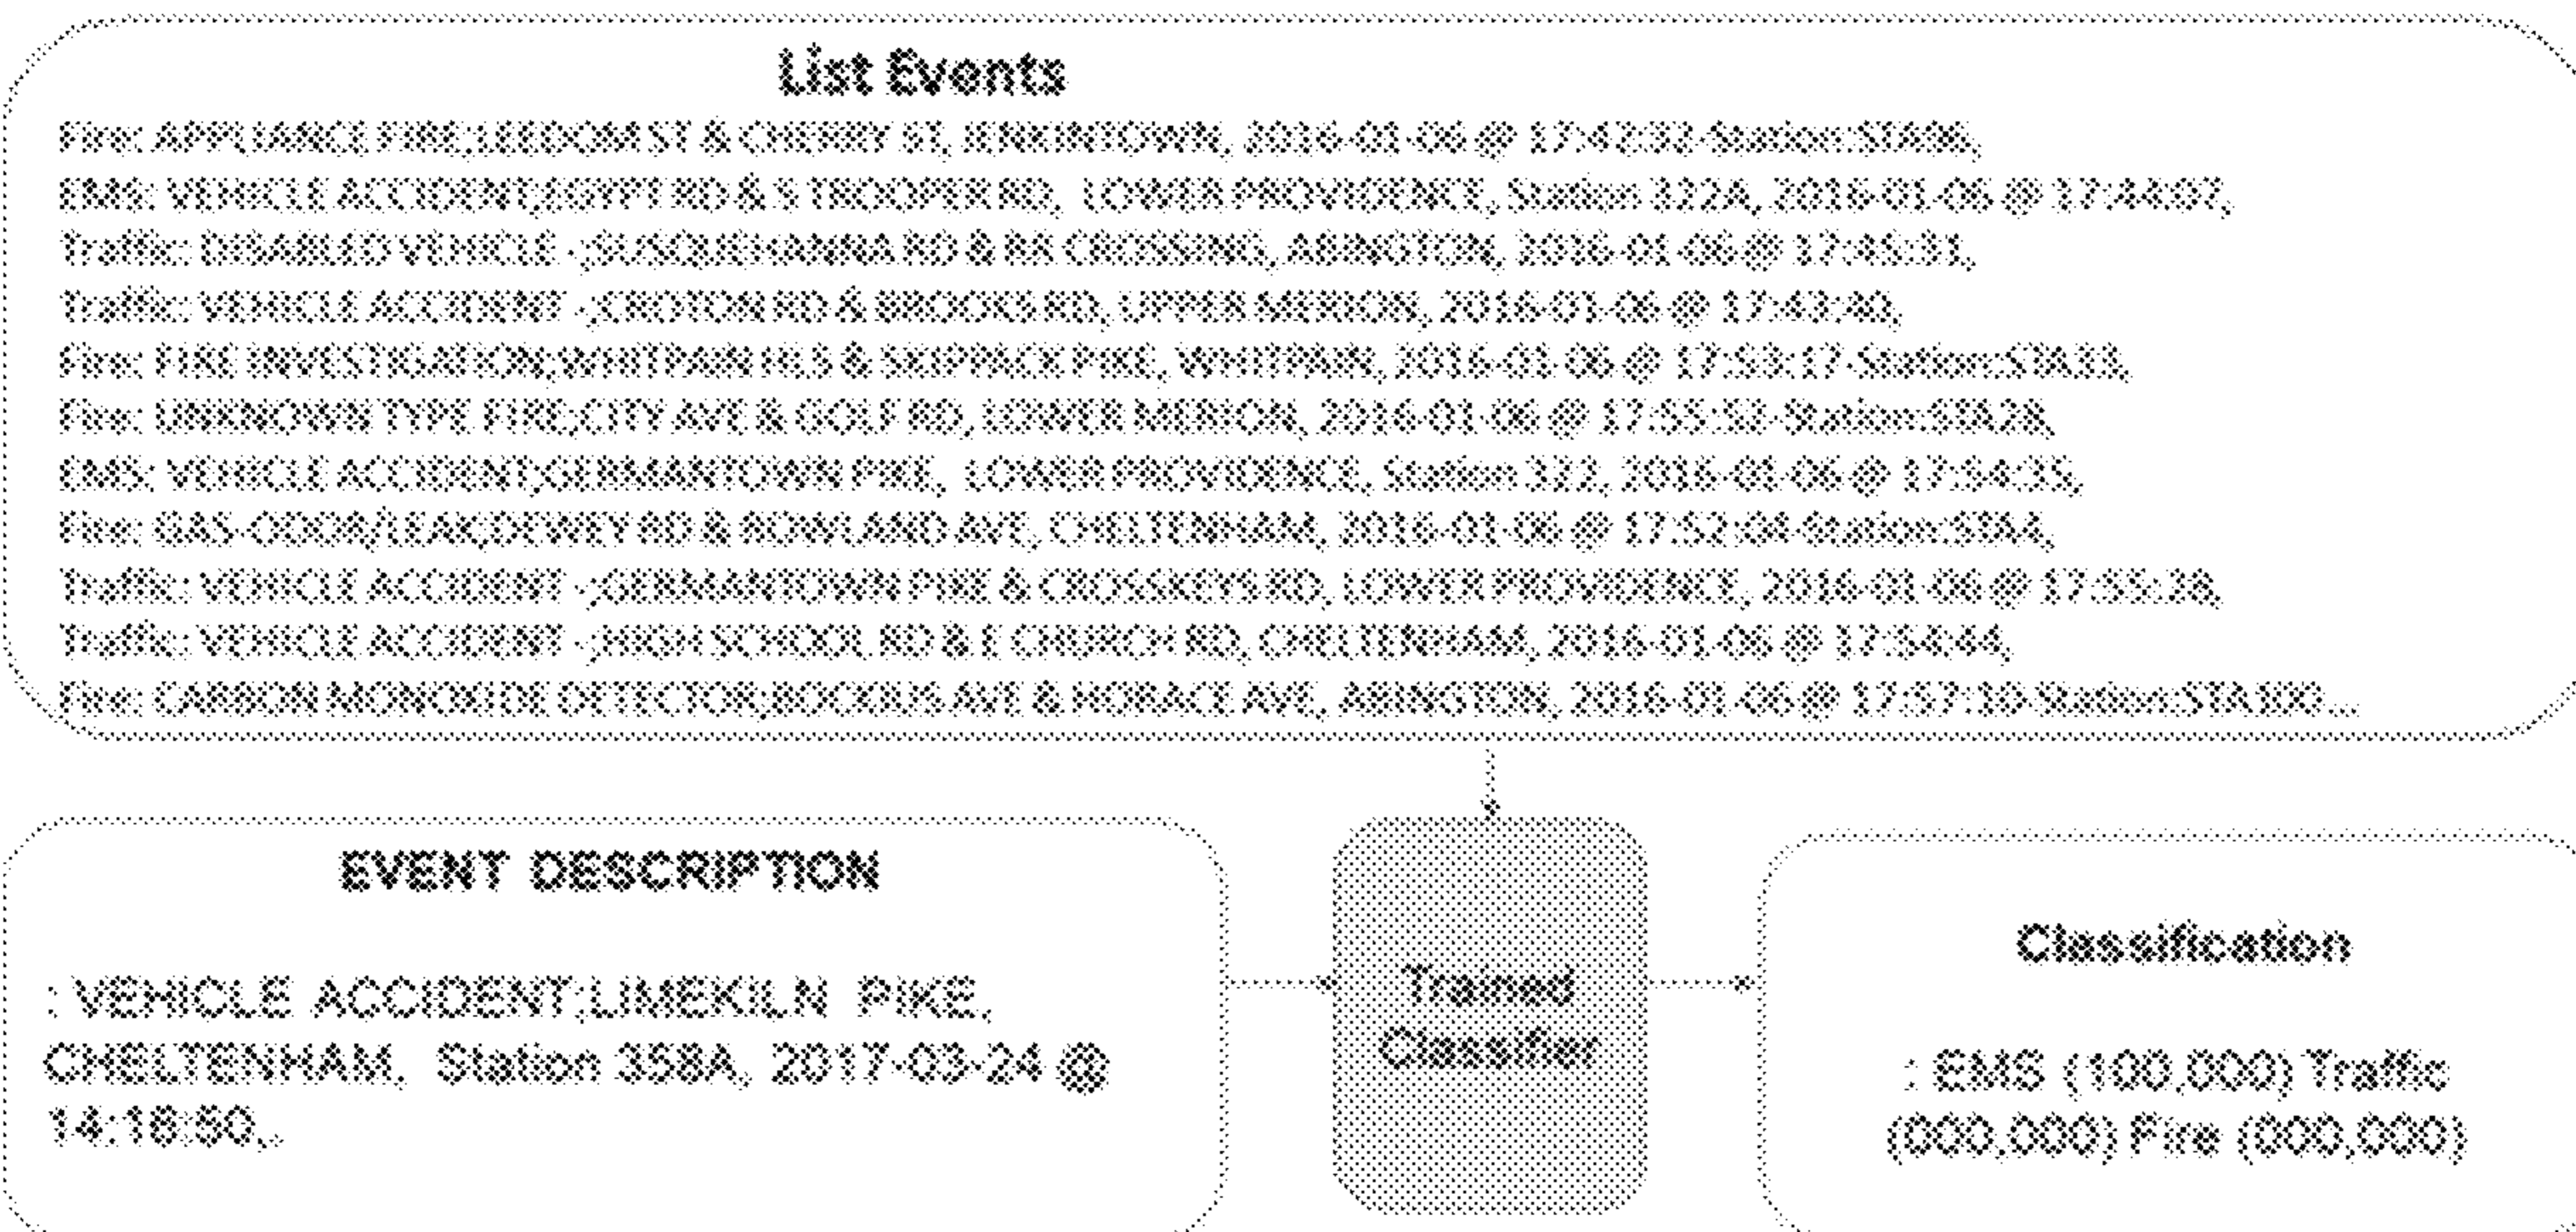 List Events
Fire: APPLIANCE FIRE;LEEDOM ST & CHERRY ST, JENKINTOWN, 2016-01-06 @ 17:42:32-Station:STA06,
EMS: VEHICLE ACCIDENT;EGYPT RD & S TROOPER RD, LOWER PROVIDENCE, Station 322A, 2016-01-06 @ 17:44:07,
Traffic: DISABLED VEHICLE -;SUSQUEHANNA RD & RR CROSSING, ABINGTON, 2016-01-06 @ 17:45:31,
Traffic: VEHICLE ACCIDENT -;CROTON RD & BROOKS RD, UPPER MERION, 2016-01-06 @ 17:43:40,
Fire: FIRE INVESTIGATION;WHITPAIN HLS & SKIPPACK PIKE, WHITPAIN, 2016-01-06 @ 17:53:17-Station:STA33,
Fire: UNKNOWN TYPE FIRE;CITY AVE & GOLF RD, LOWER MERION, 2016-01-06 @ 17:55:53-Station:STA28,
EMS: VEHICLE ACCIDENT;GERMANTOWN PIKE, LOWER PROVIDENCE, Station 322, 2016-01-06 @ 17:54:35,
Fire: GAS-ODOR/LEAK;DEWEY RD & ROWLAND AVE, CHELTENHAM, 2016-01-06 @ 17:52:04-Station:STA4,
Traffic: VEHICLE ACCIDENT -;GERMANTOWN PIKE & CROSSKEYS RD, LOWER PROVIDENCE, 2016-01-06 @ 17:55:28,
Traffic: VEHICLE ACCIDENT -;HIGH SCHOOL RD & E CHURCH RD, CHELTENHAM, 2016-01-06 @ 17:54:44,
Fire: CARBON MONOXIDE DETECTOR;ROCKLIS AVE & HORACE AVE, ABINGTON, 2016-01-06 @ 17:57:10-Station:STA100...
EVENT DESCRIPTION
: VEHICLE ACCIDENT;LIMEKILN PIKE,
CHELTENHAM, Station 358A, 2017-03-24 @
14:18:50,.
Trained
Classifier
Classification
: EMS (100,000) Traffic
(000,000) Fire (000,000)